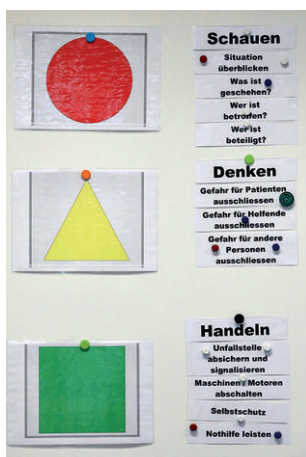 Schauen
Situation
überblicken
Was ist
geschehen?
Wer ist
betroffen?
Wer ist
beteiligt?
Denken
Gefahr für Patienten
ausschliessen
Gefahr für Helfende
ausschliessen
Gefahr für andere
Personen
ausschliessen
Handeln
Unfallstelle
absichern und
signalisieren
Maschinen / Motoren
abschalten
Selbstschutz
Nothilfe leisten